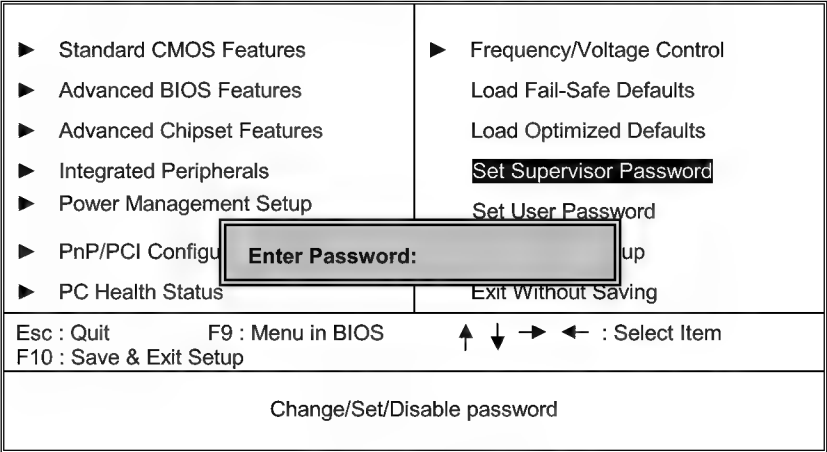 Standard CMOS Features
Advanced BIOS Features
Advanced Chipset Features
Integrated Peripherals
Power Management Setup
PnP/PCI Configu
PC Health Status
Frequency/Voltage Control
Load Fail-Safe Defaults
Load Optimized Defaults
Set Supervisor Password
Set User Password
up
Exit Without Saving
Enter Password:
Esc : Quit F9 : Menu in BIOS ↑ ↓ → ← : Select Item
F10 : Save & Exit Setup
Change/Set/Disable password